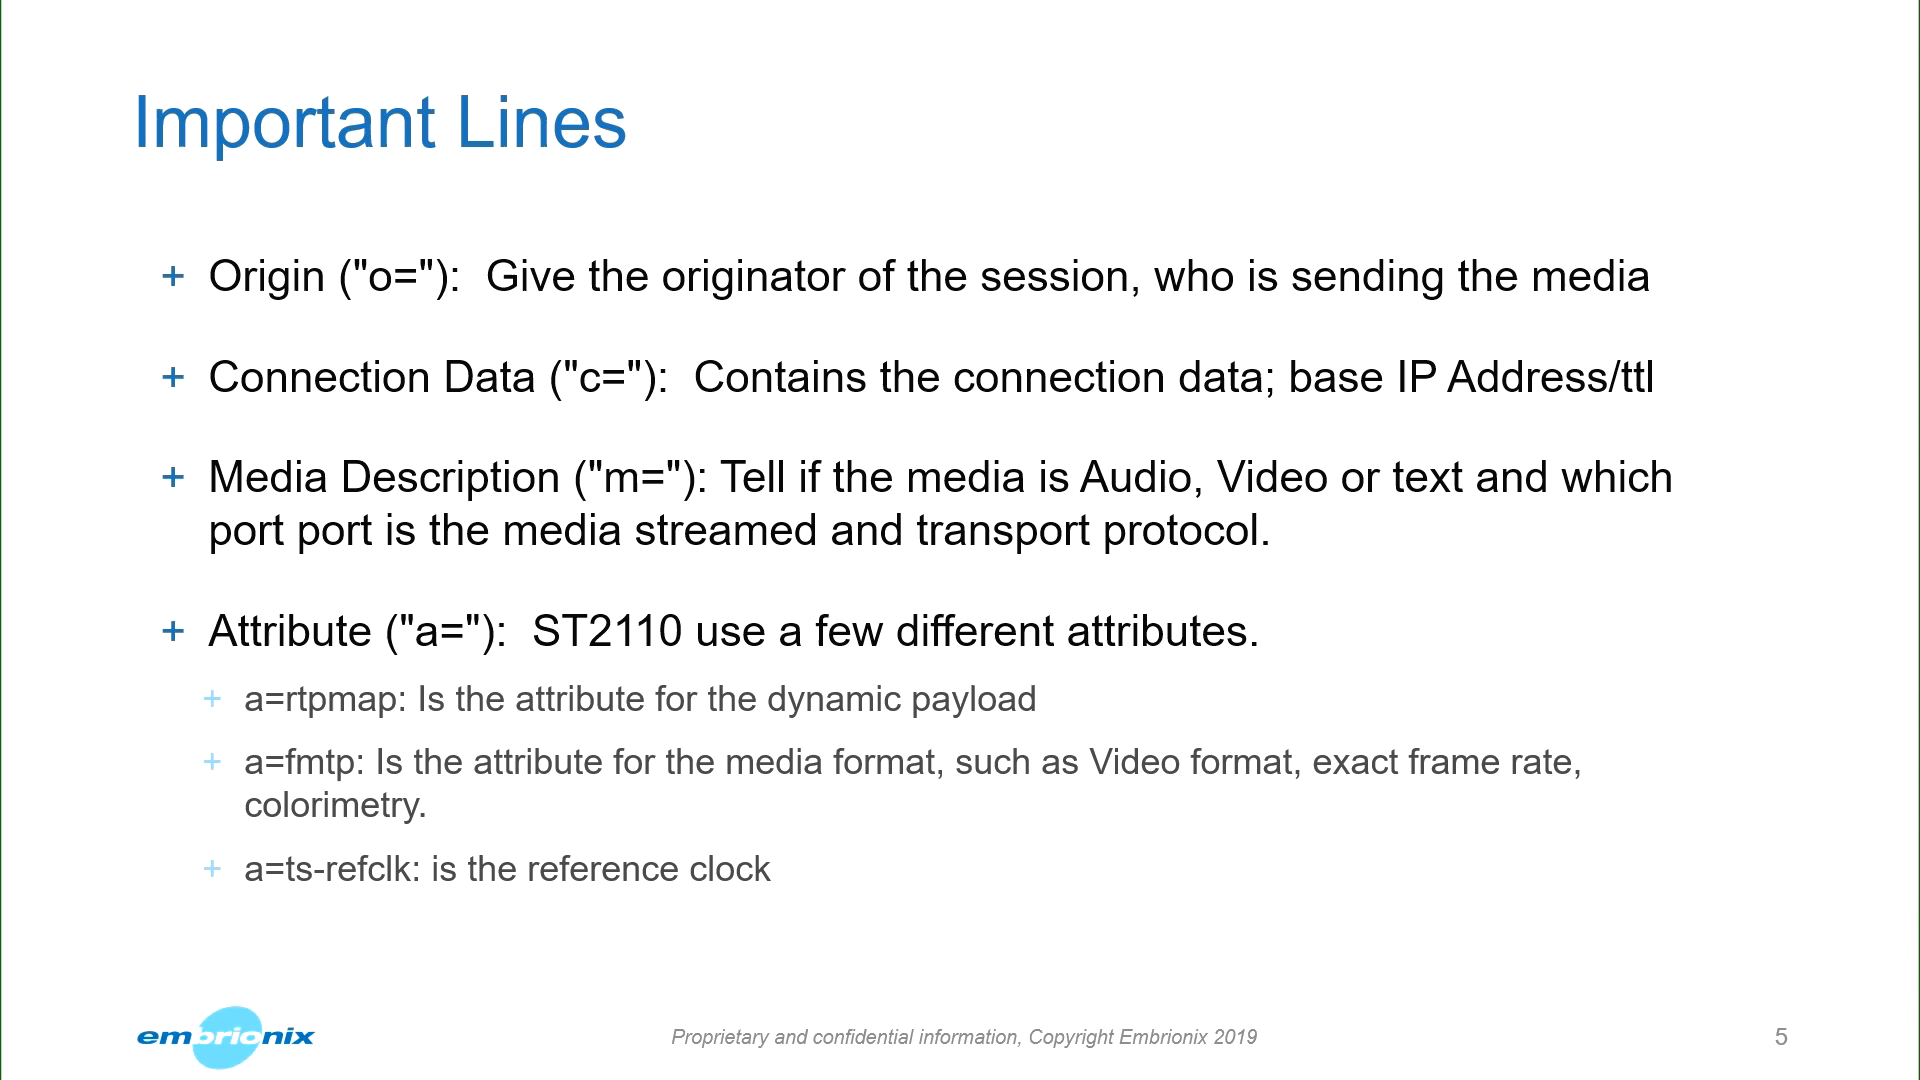 Important Lines
+ Origin ("o="):  Give the originator of the session, who is sending the media
+ Connection Data ("c="):  Contains the connection data; base IP Address/ttl
+ Media Description ("m="): Tell if the media is Audio, Video or text and which
port port is the media streamed and transport protocol.
+ Attribute ("a="):  ST2110 use a few different attributes.
+ a=rtpmap: Is the attribute for the dynamic payload
+ a=fmtp: Is the attribute for the media format, such as Video format, exact frame rate,
colorimetry.
+ a=ts-refclk: is the reference clock
embrionix
Proprietary and confidential information, Copyright Embrionix 2019
5